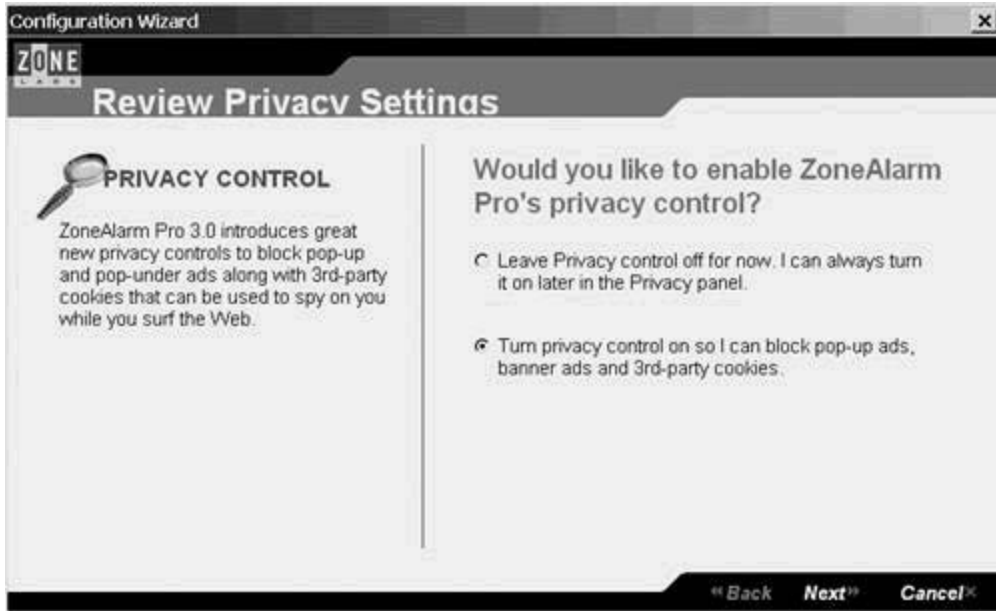 Configuration Wizard
ZONE
LABS
Review Privacy Settings
PRIVACY CONTROL
ZoneAlarm Pro 3.0 introduces great
new privacy controls to block pop-up
and pop-under ads along with 3rd-party
cookies that can be used to spy on you
while you surf the Web.
Would you like to enable ZoneAlarm
Pro's privacy control?
Leave Privacy control off for now. I can always turn
it on later in the Privacy panel.
Turn privacy control on so I can block pop-up ads,
banner ads and 3rd-party cookies.
Back Next Cancel